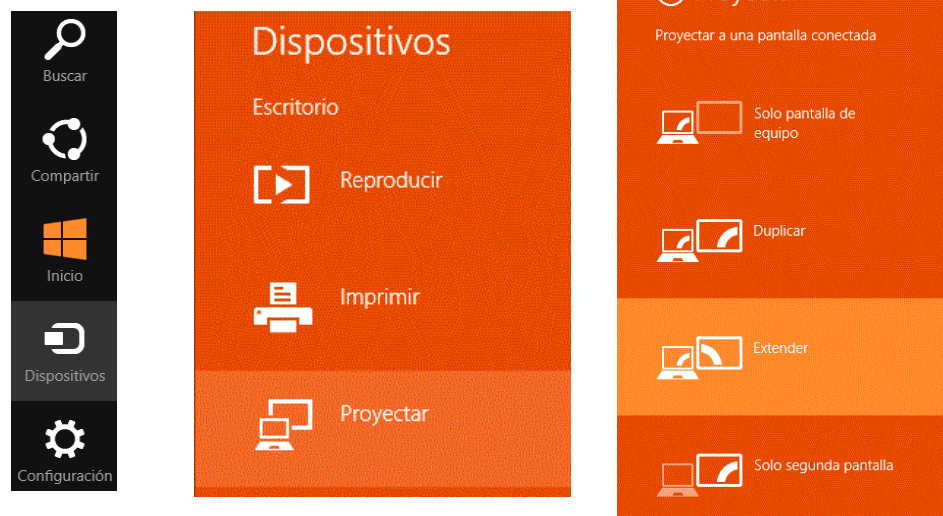 Buscar
Compartir
Inicio
Dispositivos
Configuración
Dispositivos
Escritorio
Reproducir
Imprimir
Proyectar
Proyectar a una pantalla conectada
Solo pantalla de
equipo
Duplicar
Extender
Solo segunda pantalla